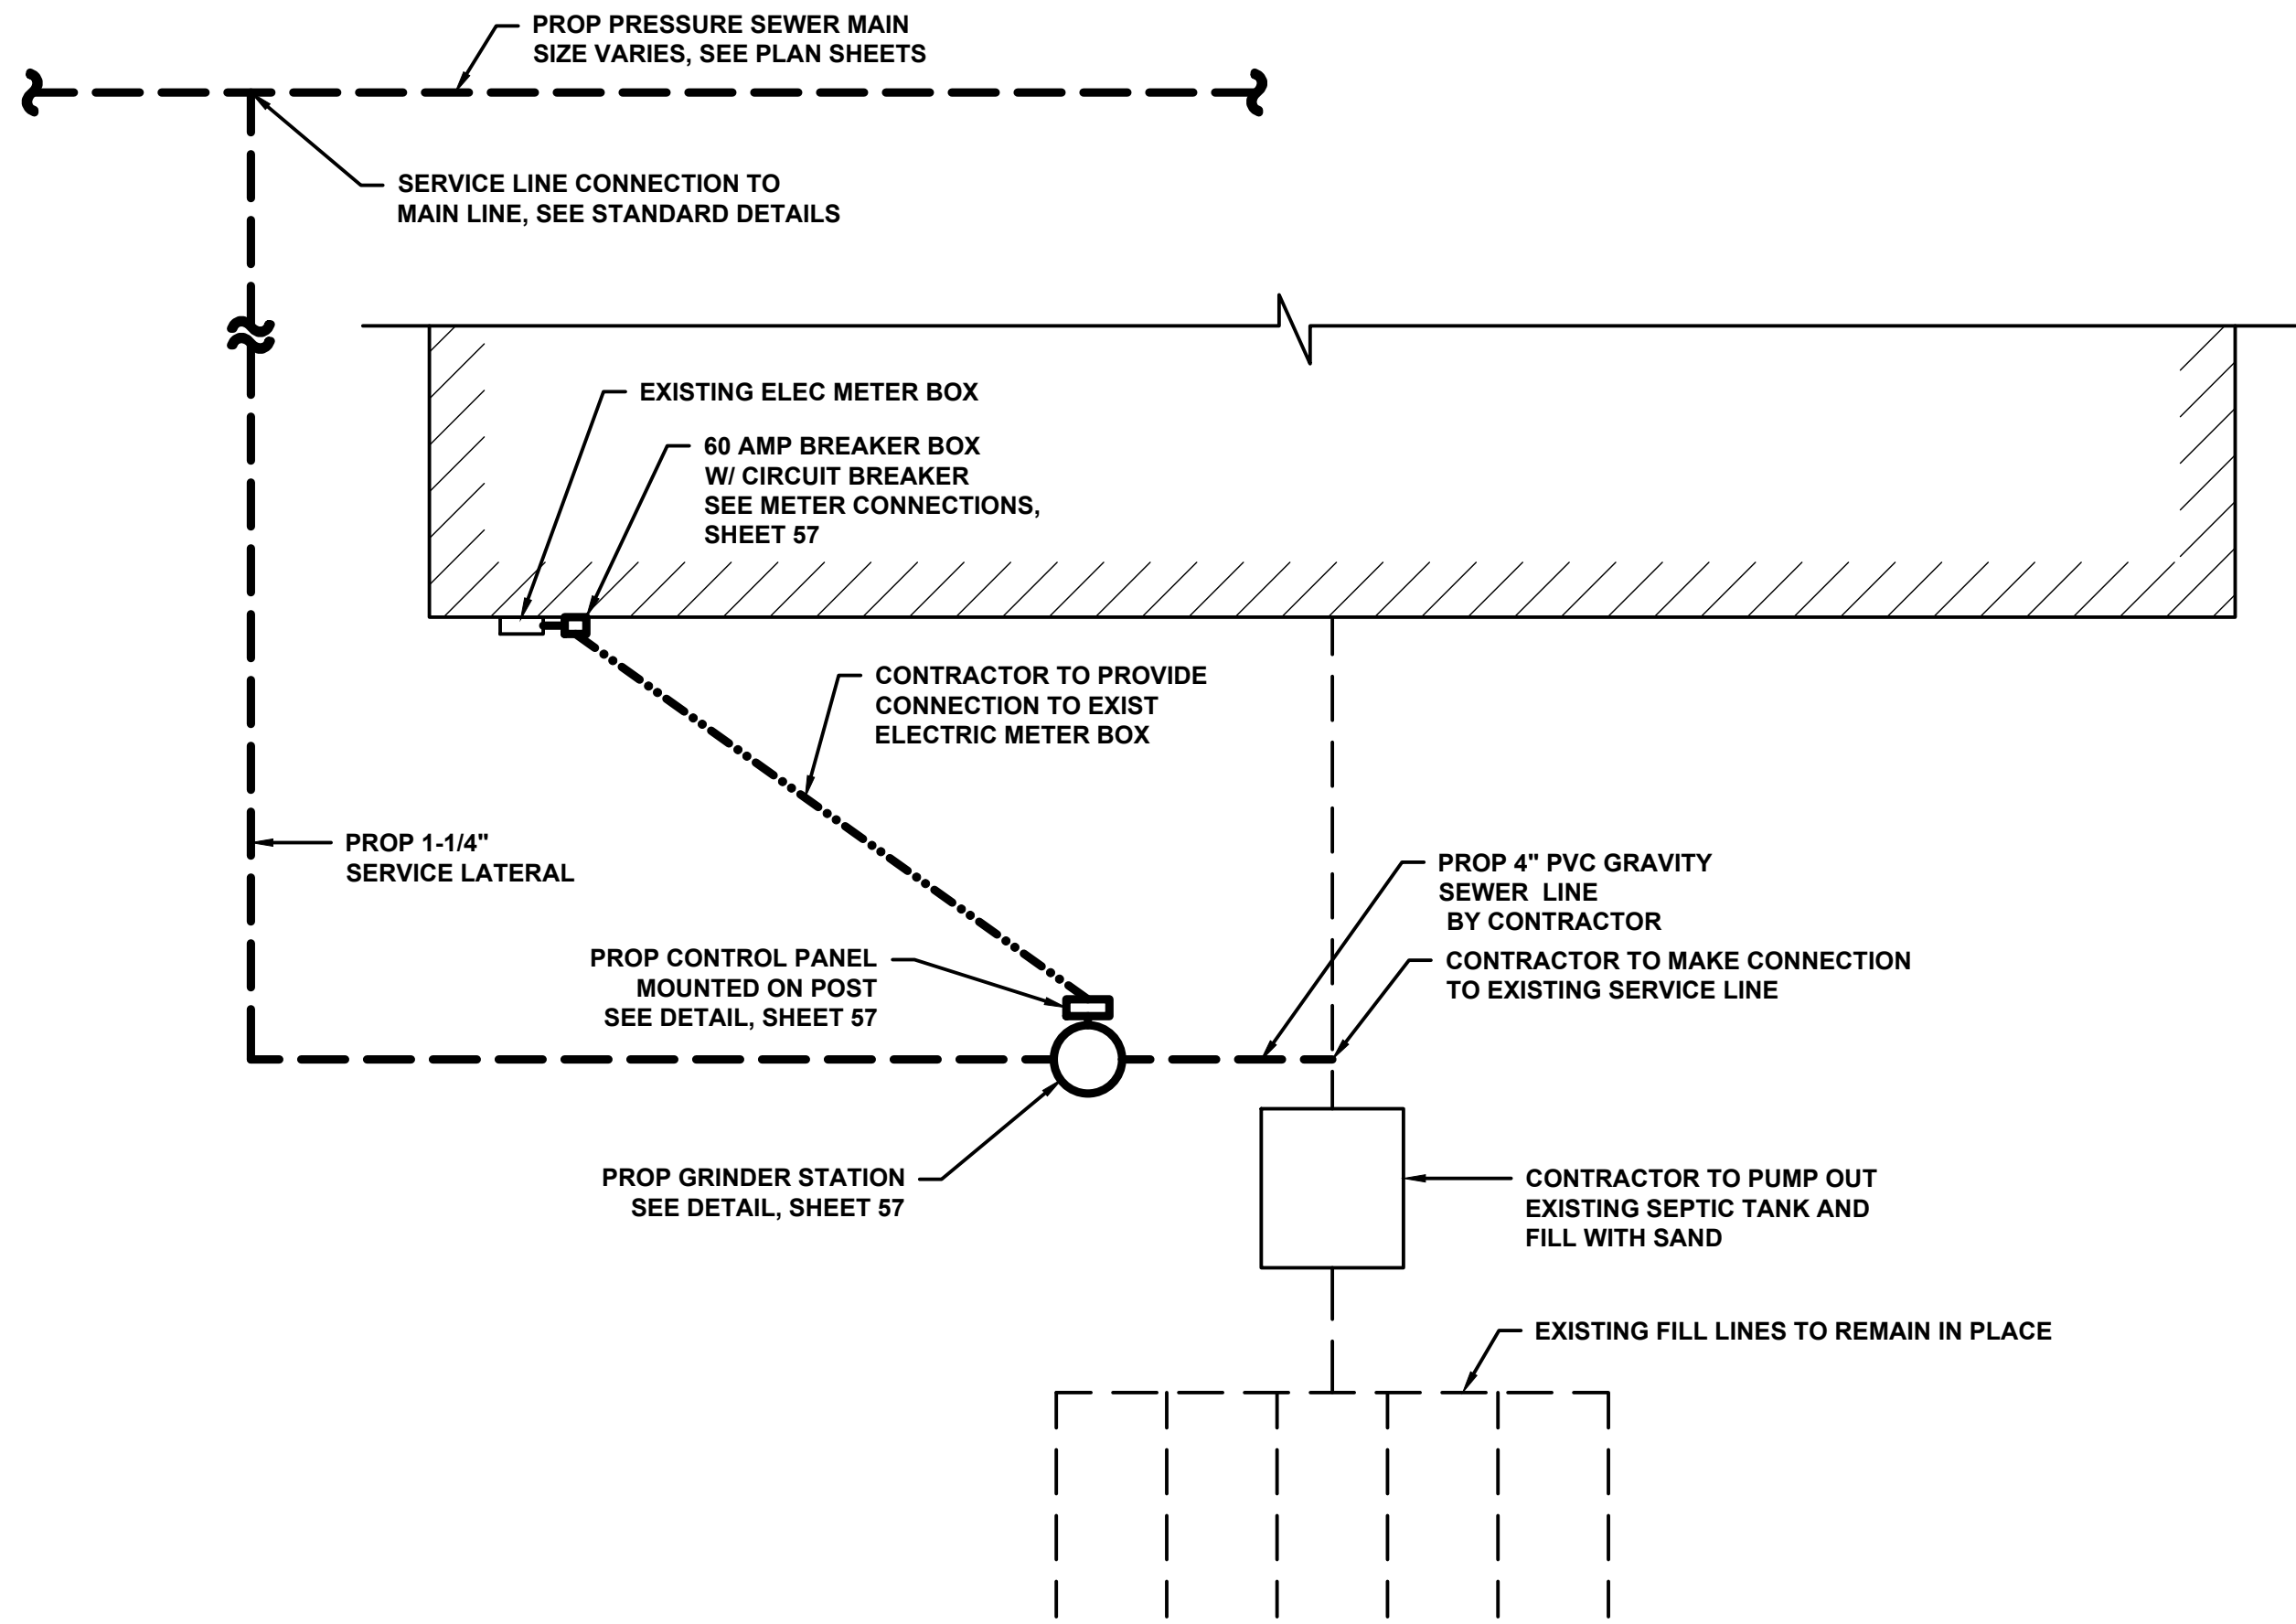 PROP PRESSURE SEWER MAIN
SIZE VARIES, SEE PLAN SHEETS
SERVICE LINE CONNECTION TO
MAIN LINE, SEE STANDARD DETAILS
EXISTING ELEC METER BOX
60 AMP BREAKER BOX
W/ CIRCUIT BREAKER
SEE METER CONNECTIONS,
SHEET 57
CONTRACTOR TO PROVIDE
CONNECTION TO EXIST
ELECTRIC METER BOX
PROP 1-1/4"
SERVICE LATERAL
PROP 4" PVC GRAVITY
SEWER LINE
BY CONTRACTOR
PROP CONTROL PANEL
MOUNTED ON POST
SEE DETAIL, SHEET 57
CONTRACTOR TO MAKE CONNECTION
TO EXISTING SERVICE LINE
PROP GRINDER STATION
SEE DETAIL, SHEET 57
CONTRACTOR TO PUMP OUT
EXISTING SEPTIC TANK AND
FILL WITH SAND
EXISTING FILL LINES TO REMAIN IN PLACE